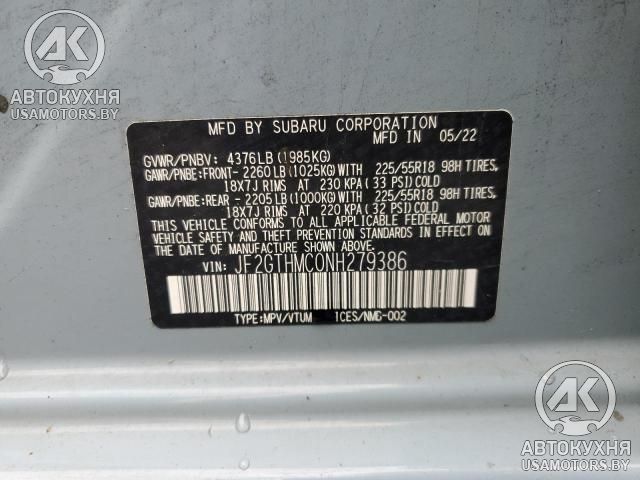 АК
АВТОКУХНЯ
USAMOTORS.BY
MFD BY SUBARU CORPORATION
MFD IN 05/22
GVWR/PNBV: 4376LB (1985KG)
GAWR/PNBE:FRONT- 2260LB(1025KG)WITH 225/55R18 98H TIRES,
18X7J RIMS AT 230 KPA (33 PSI)COLD
GAWR/PNBE:REAR - 2205LB(1000KG)WITH 225/55R18 98H TIRES,
18X7J RIMS AT 220 KPA (32 PSI)COLD
THIS VEHICLE CONFORMS TO ALL APPLICABLE FEDERAL MOTOR
VEHICLE SAFETY AND THEFT PREVENTION STANDARDS IN EFFECT ON
THE DATE OF MANUFACTURE SHOWN ABOVE.
VIN: JF2GTHMC0NH279386
TYPE:MPV/VTUM 1CES/NMC-002
АК
АВТОКУХНЯ
USAMOTORS.BY